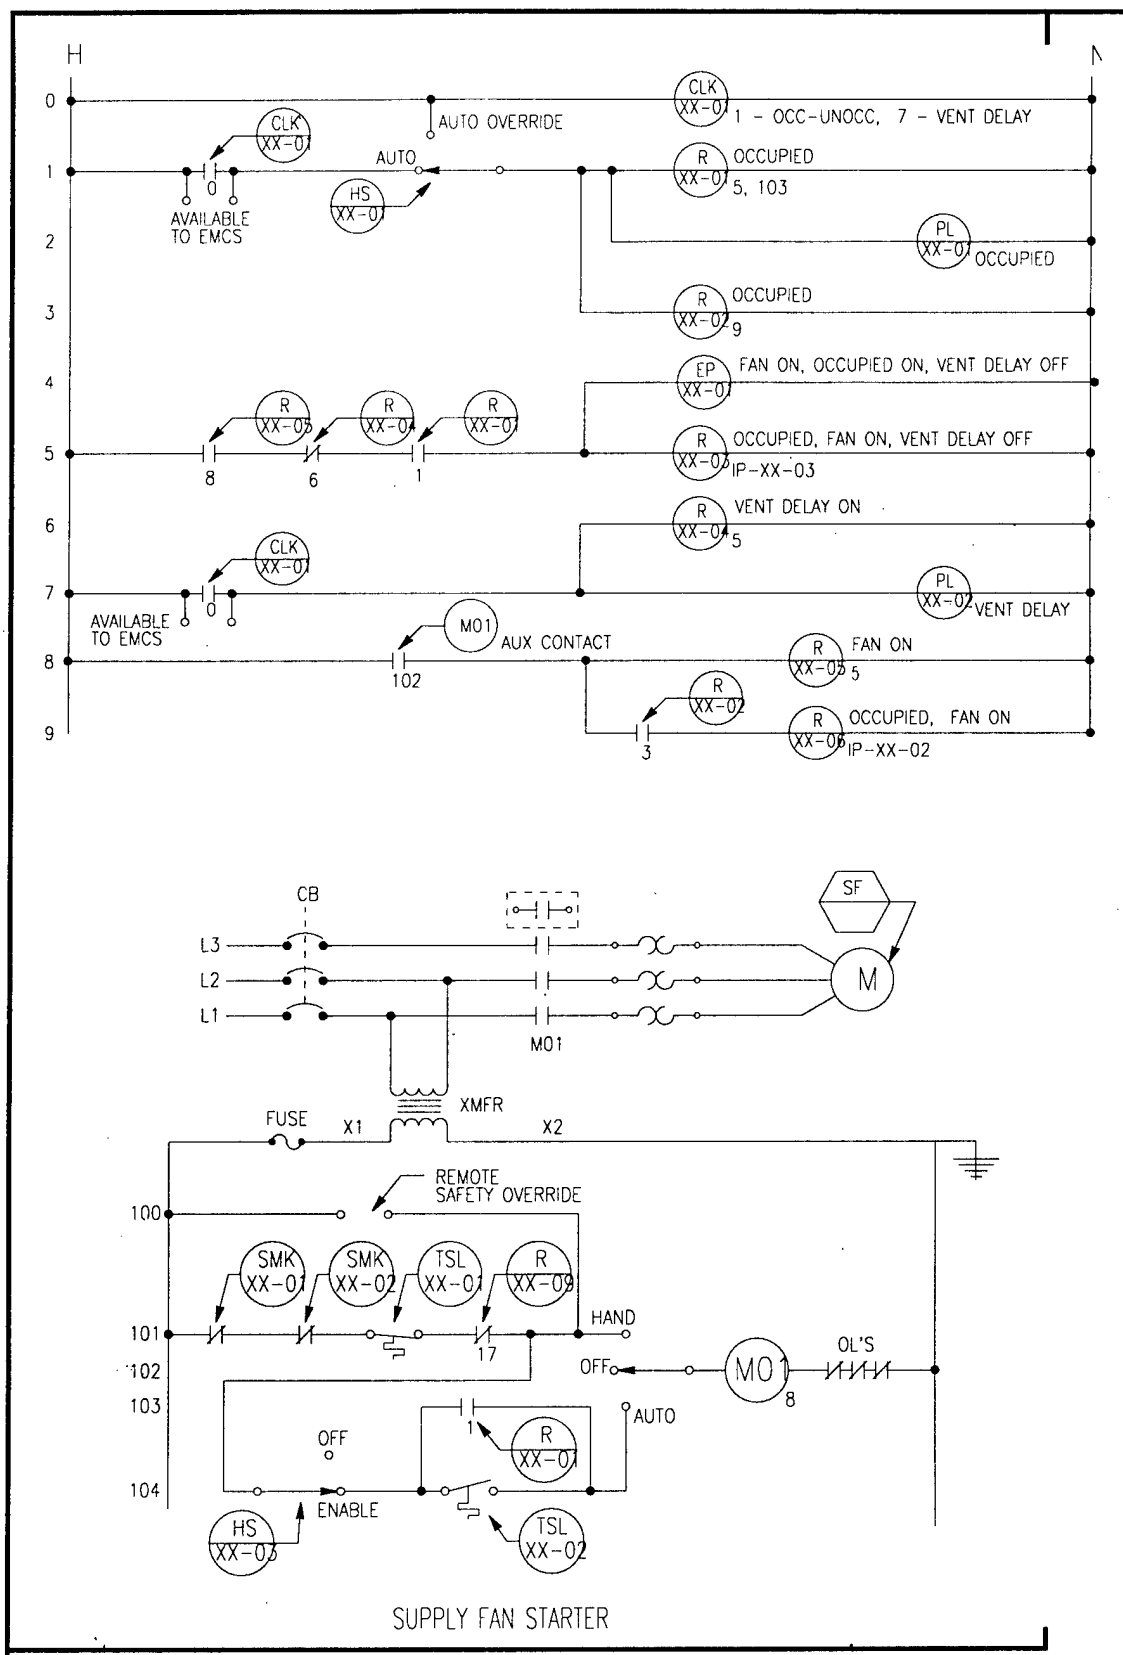 H
N
0
CLK
XX-01
1 - OCC-UNOCC, 7 - VENT DELAY
AUTO OVERRIDE
CLK
XX-01
1
0
AVAILABLE
TO EMCS
AUTO
HS
XX-01
R
XX-01
OCCUPIED
5, 103
2
PL
XX-01
OCCUPIED
3
R
XX-02
OCCUPIED
9
4
EP
XX-01
FAN ON, OCCUPIED ON, VENT DELAY OFF
R
XX-05
R
XX-04
R
XX-01
5
8
6
1
R
XX-03
OCCUPIED, FAN ON, VENT DELAY OFF
IP-XX-03
6
R
XX-04
VENT DELAY ON
5
CLK
XX-01
7
0
AVAILABLE
TO EMCS
PL
XX-02
VENT DELAY
M01
AUX CONTACT
8
102
R
XX-05
FAN ON
5
R
XX-02
9
3
R
XX-06
OCCUPIED, FAN ON
IP-XX-02
CB
SF
L3
L2
L1
M
M01
XMFR
FUSE
X1
X2
REMOTE
SAFETY OVERRIDE
100
SMK
XX-01
SMK
XX-02
TSL
XX-01
R
XX-09
101
17
HAND
102
OFF
M01
8
OL'S
103
1
AUTO
R
XX-01
OFF
104
ENABLE
HS
XX-03
TSL
XX-02
SUPPLY FAN STARTER